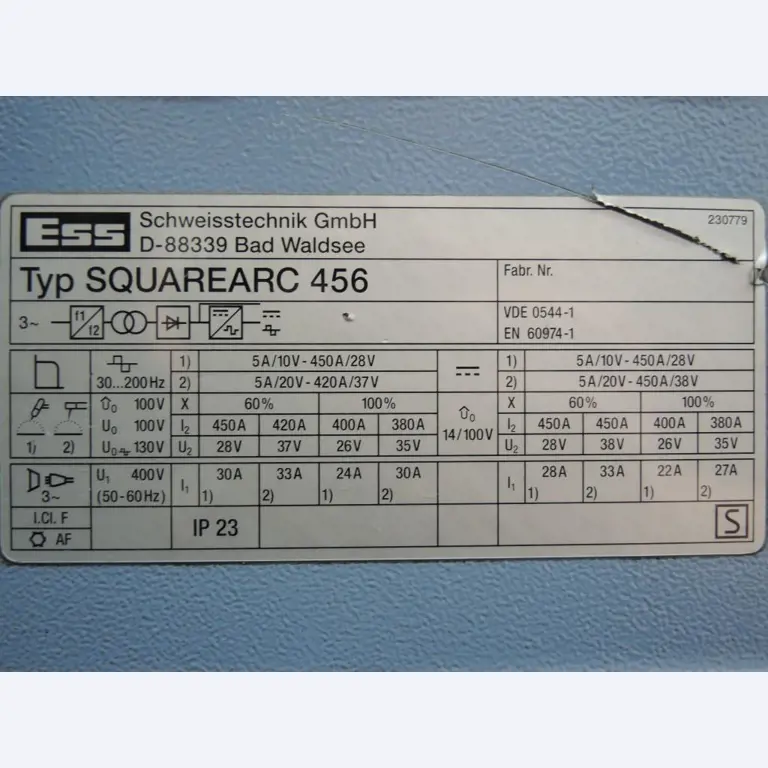 ESS Schweisstechnik GmbH
D-88339 Bad Waldsee
230779
Typ SQUAREARC 456
Fabr. Nr.
3~ f1 f2
VDE 0544-1
EN 60974-1
1) 5A/10V - 450A/28V 1) 5A/10V - 450A/28V
30...200Hz 2) 5A/20V - 420A/37V 2) 5A/20V - 450A/38V
U0 100V X 60% 100% U0 X 60% 100%
U0 100V I2 450A 420A 400A 380A 14/100V I2 450A 450A 400A 380A
1) 2) U0 130V U2 28V 37V 26V 35V U2 28V 38V 26V 35V
3~ U1 400V (50-60Hz) I1 30A 33A 24A 30A I1 28A 33A 22A 27A
1) 2) 1) 2) 1) 2) 1) 2)
I.Cl. F
IP 23 S
AF